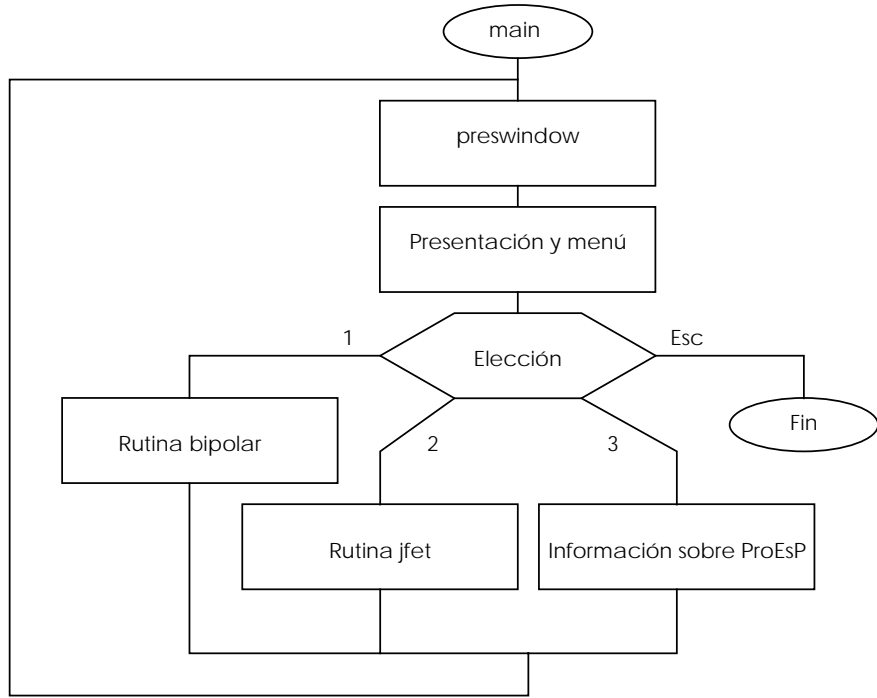 main
preswindow
Presentación y menú
1
Esc
Elección
Rutina bipolar
Fin
2
3
Rutina jfet
Información sobre ProEsP